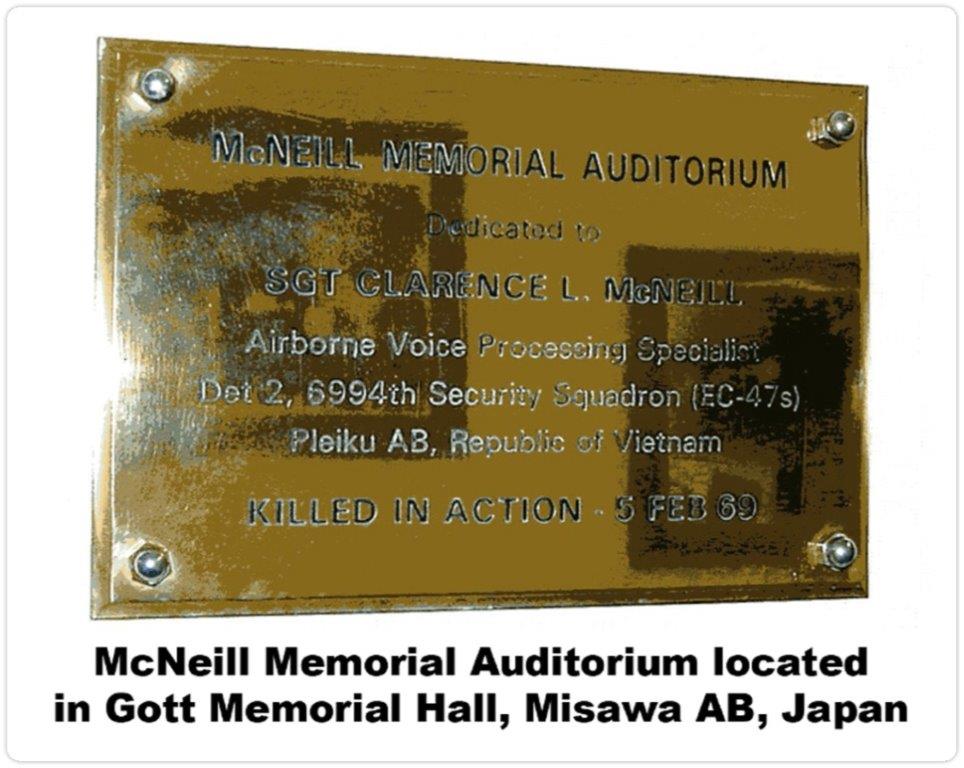 McNEILL MEMORIAL AUDITORIUM
Dedicated to
SGT CLARENCE L. McNEILL
Airborne Voice Processing Specialist
Det 2, 6994th Security Squadron (EC-47s)
Pleiku AB, Republic of Vietnam
KILLED IN ACTION - 5 FEB 69
McNeill Memorial Auditorium located
in Gott Memorial Hall, Misawa AB, Japan